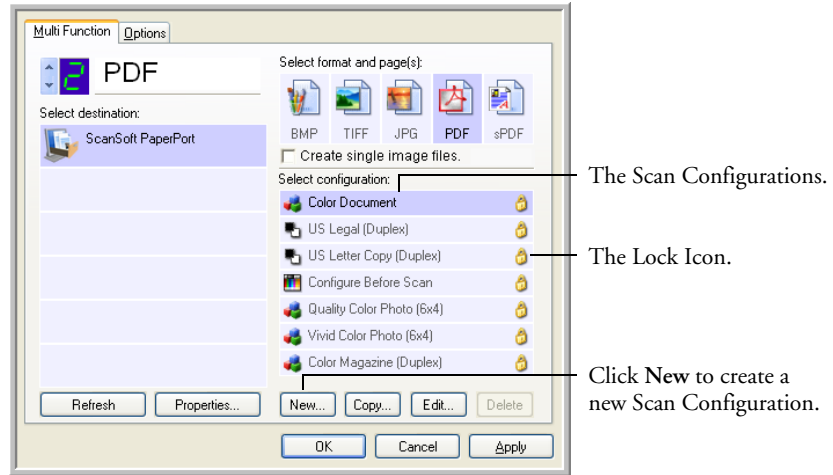 Multi Function
Options
2
PDF
Select destination:
ScanSoft PaperPort
Refresh
Properties...
Select format and page(s):
BMP TIFF JPG PDF sPDF
Create single image files.
Select configuration:
Color Document
US Legal (Duplex)
US Letter Copy (Duplex)
Configure Before Scan
Quality Color Photo (6x4)
Vivid Color Photo (6x4)
Color Magazine (Duplex)
New... Copy... Edit... Delete
OK Cancel Apply
The Scan Configurations.
The Lock Icon.
Click New to create a
new Scan Configuration.